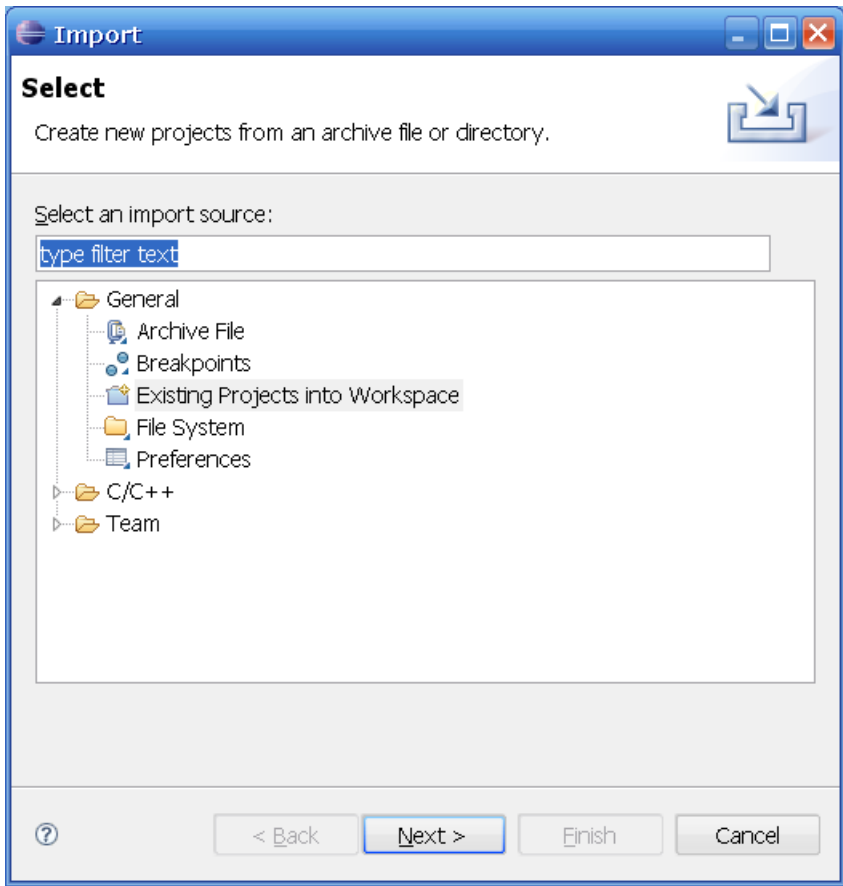 Import
Select
Create new projects from an archive file or directory.
Select an import source:
type filter text
General
Archive File
Breakpoints
Existing Projects into Workspace
File System
Preferences
C/C++
Team
< Back Next > Finish Cancel